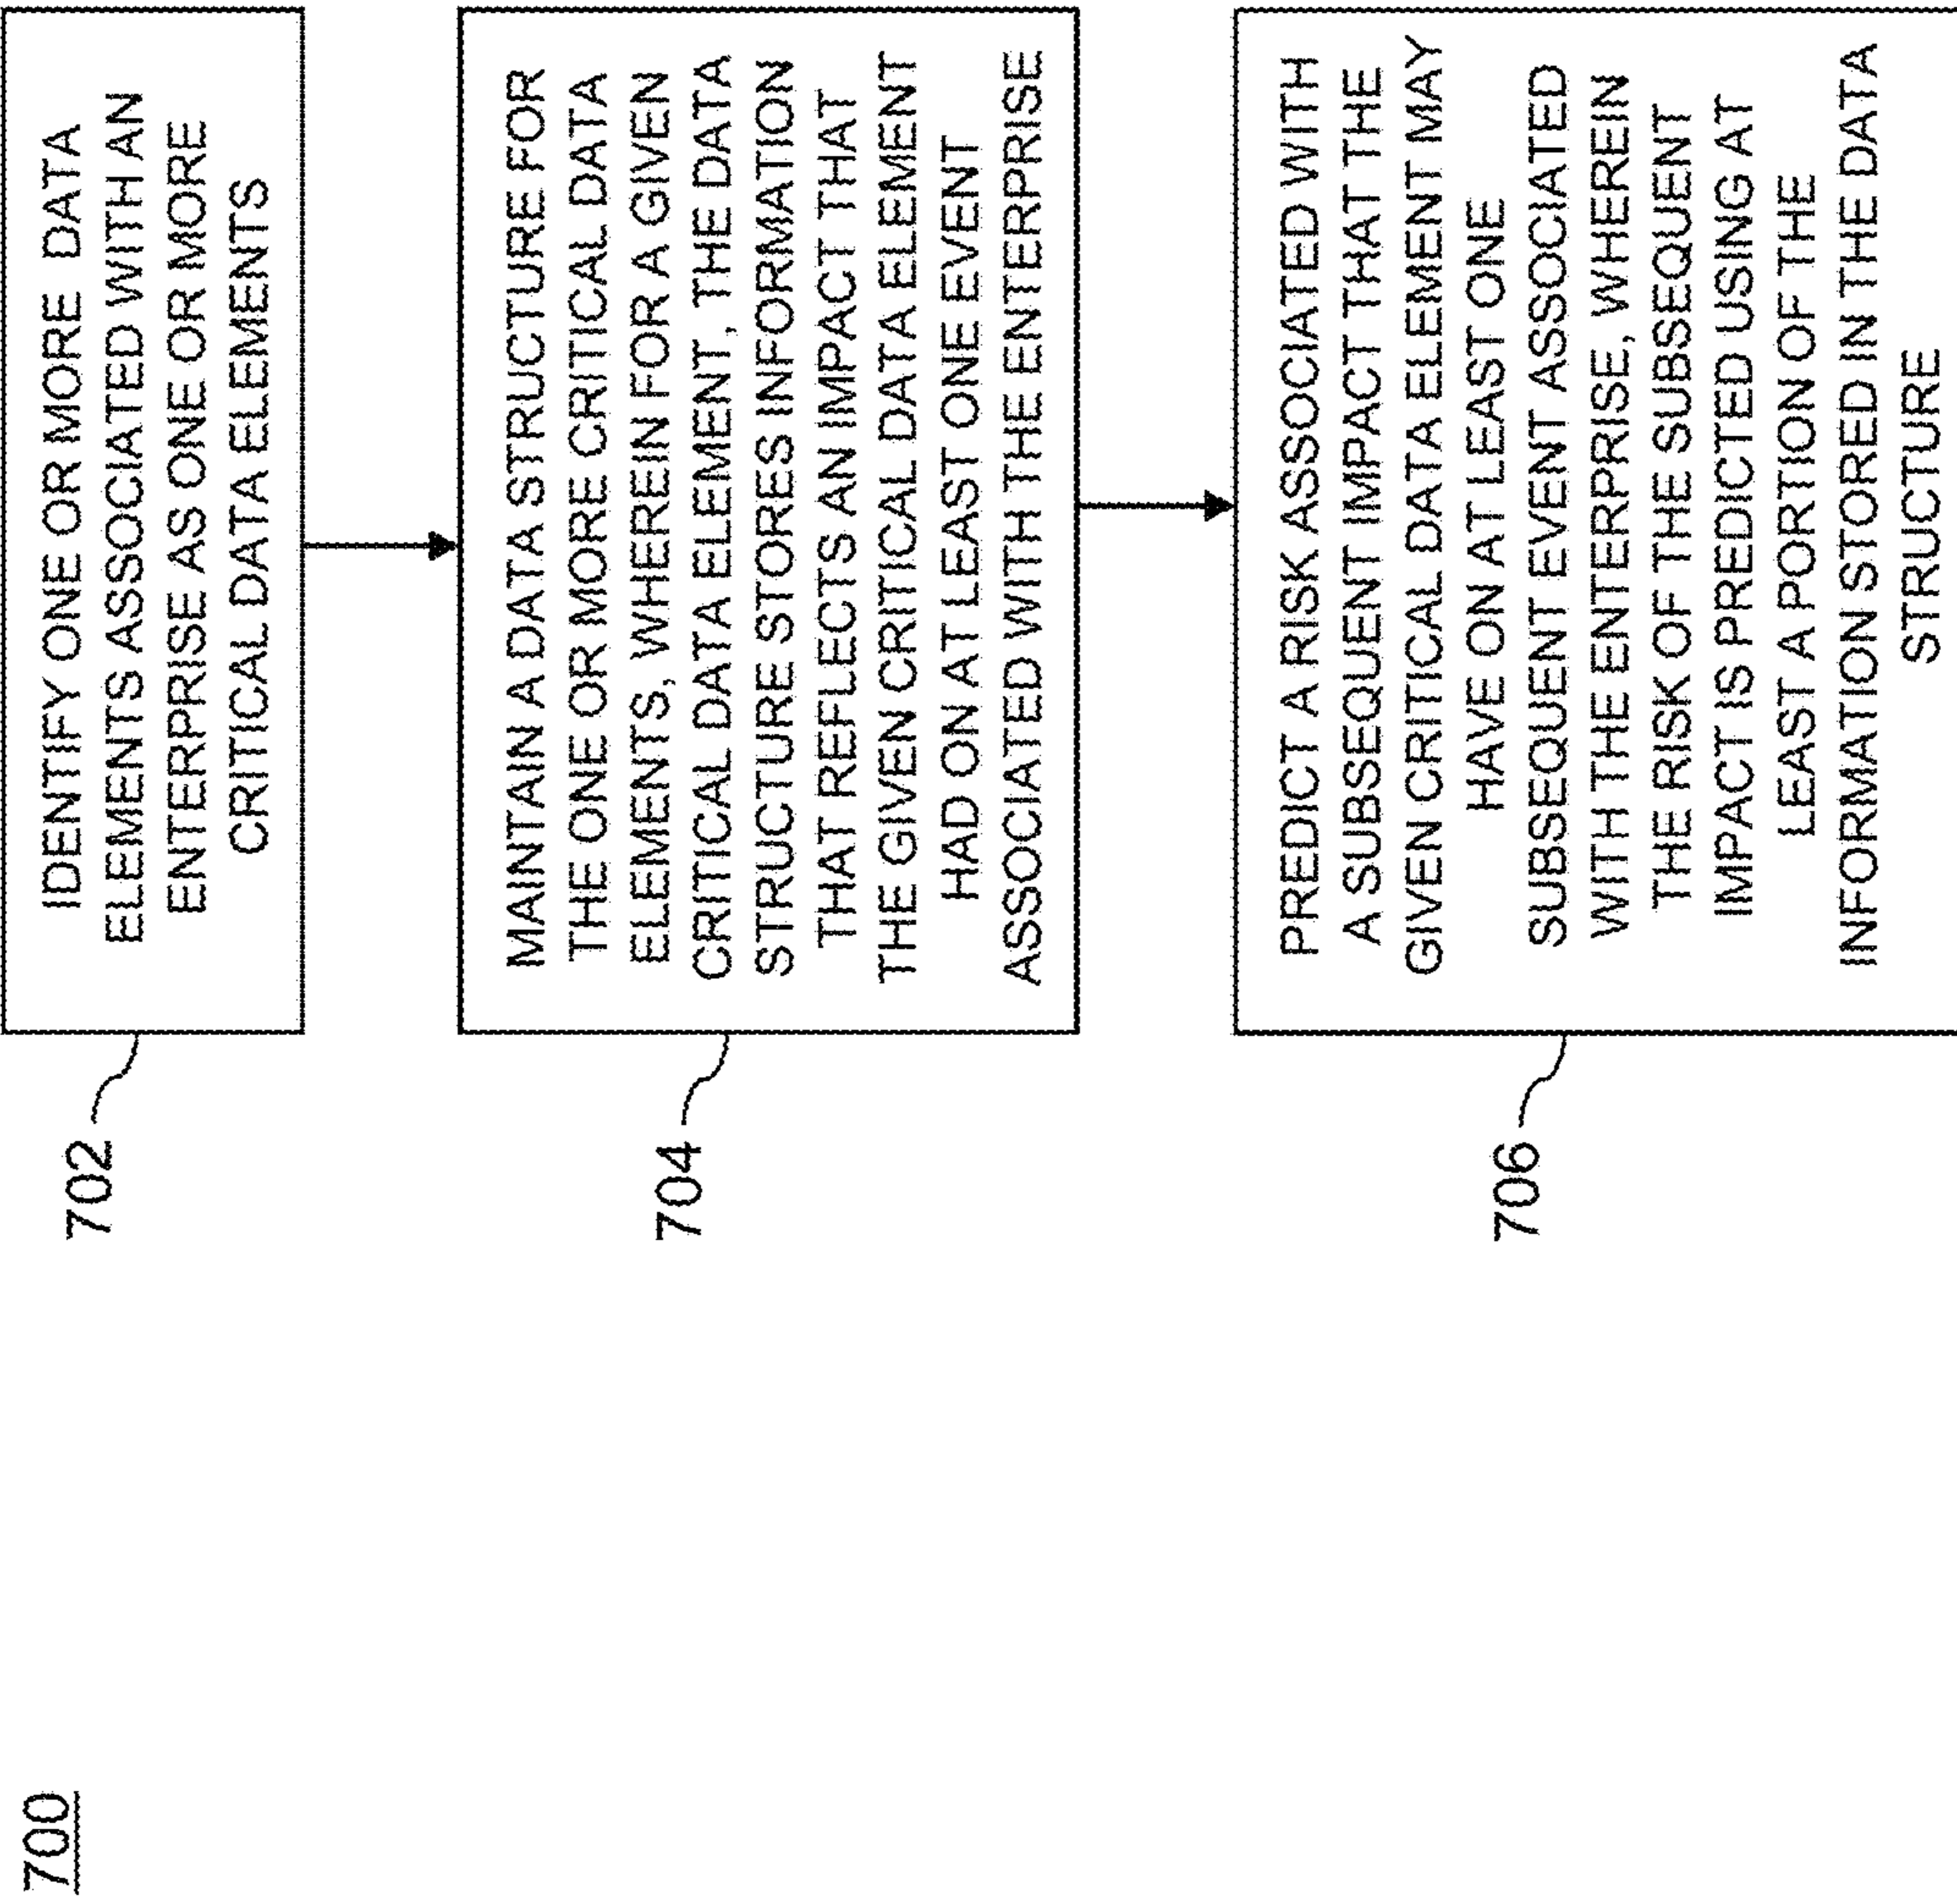 700
702
IDENTIFY ONE OR MORE DATA
ELEMENTS ASSOCIATED WITH AN
ENTERPRISE AS ONE OR MORE
CRITICAL DATA ELEMENTS
704
MAINTAIN A DATA STRUCTURE FOR
THE ONE OR MORE CRITICAL DATA
ELEMENTS, WHEREIN FOR A GIVEN
CRITICAL DATA ELEMENT, THE DATA
STRUCTURE STORES INFORMATION
THAT REFLECTS AN IMPACT THAT
THE GIVEN CRITICAL DATA ELEMENT
HAD ON AT LEAST ONE EVENT
ASSOCIATED WITH THE ENTERPRISE
706
PREDICT A RISK ASSOCIATED WITH
A SUBSEQUENT IMPACT THAT THE
GIVEN CRITICAL DATA ELEMENT MAY
HAVE ON AT LEAST ONE
SUBSEQUENT EVENT ASSOCIATED
WITH THE ENTERPRISE, WHEREIN
THE RISK OF THE SUBSEQUENT
IMPACT IS PREDICTED USING AT
LEAST A PORTION OF THE
INFORMATION STORED IN THE DATA
STRUCTURE